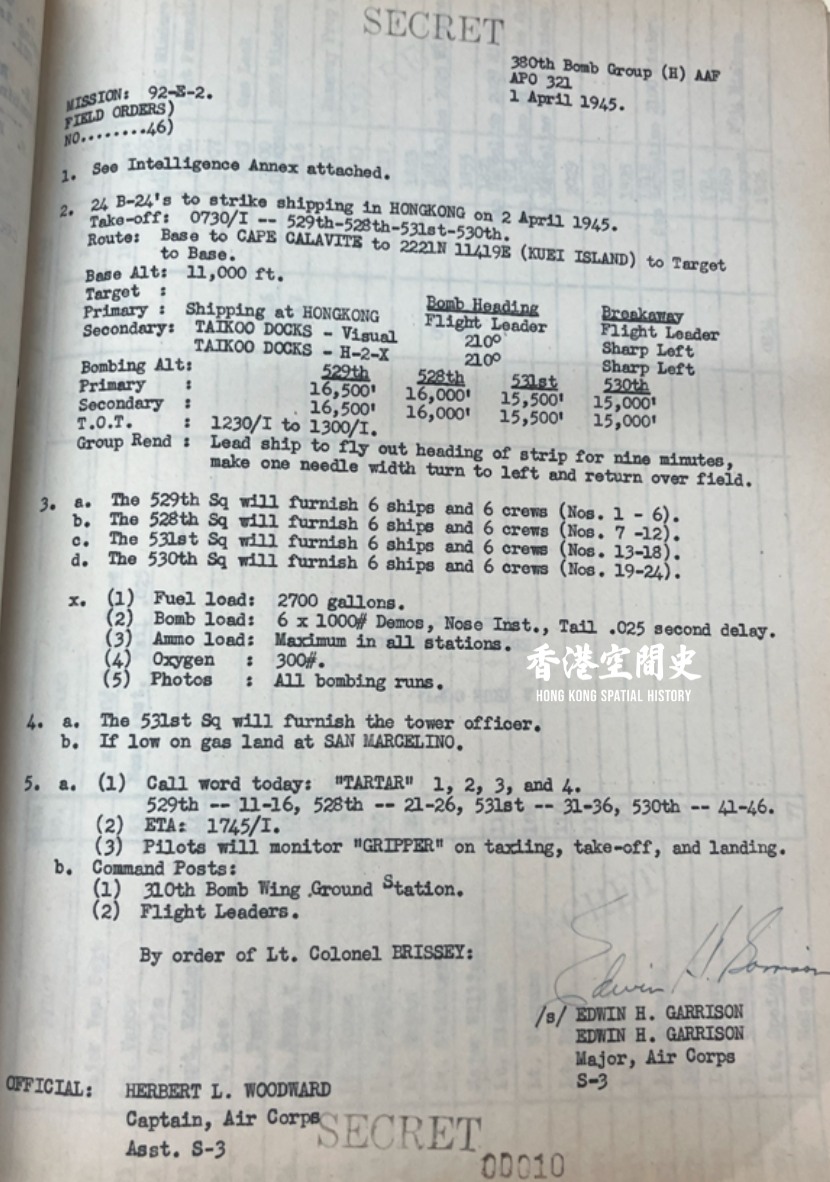 SECRET
380th Bomb Group (H) AAF
APO 321
1 April 1945.
MISSION: 92-E-2.
FIELD ORDERS)
NO........46)
1. See Intelligence Annex attached.
2. 24 B-24's to strike shipping in HONGKONG on 2 April 1945.
Take-off: 0730/I -- 529th-528th-531st-530th.
Route: Base to CAPE CALAVITE to 2221N 11419E (KUEI ISLAND) to Target
to Base.
Base Alt: 11,000 ft.
Target :
Bomb Heading Breakaway
Primary : Shipping at HONGKONG Flight Leader Flight Leader
Secondary: TAIKOO DOCKS - Visual 210° Sharp Left
TAIKOO DOCKS - H-2-X 210° Sharp Left
Bombing Alt: 529th 528th 531st 530th
Primary : 16,500' 16,000' 15,500' 15,000'
Secondary : 16,500' 16,000' 15,500' 15,000'
T.O.T. : 1230/I to 1300/I.
Group Rend : Lead ship to fly out heading of strip for nine minutes,
make one needle width turn to left and return over field.
3. a. The 529th Sq will furnish 6 ships and 6 crews (Nos. 1 - 6).
b. The 528th Sq will furnish 6 ships and 6 crews (Nos. 7 -12).
c. The 531st Sq will furnish 6 ships and 6 crews (Nos. 13-18).
d. The 530th Sq will furnish 6 ships and 6 crews (Nos. 19-24).
x. (1) Fuel load: 2700 gallons.
(2) Bomb load: 6 x 1000# Demos, Nose Inst., Tail .025 second delay.
(3) Ammo load: Maximum in all stations.
(4) Oxygen : 300#.
(5) Photos : All bombing runs.
香港空間史
HONG KONG SPATIAL HISTORY
4. a. The 531st Sq will furnish the tower officer.
b. If low on gas land at SAN MARCELINO.
5. a. (1) Call word today: "TARTAR" 1, 2, 3, and 4.
529th -- 11-16, 528th -- 21-26, 531st -- 31-36, 530th -- 41-46.
(2) ETA: 1745/I.
(3) Pilots will monitor "GRIPPER" on taxiing, take-off, and landing.
b. Command Posts:
(1) 310th Bomb Wing Ground Station.
(2) Flight Leaders.
By order of Lt. Colonel BRISSEY:
Edwin H. Garrison
/s/ EDWIN H. GARRISON
EDWIN H. GARRISON
Major, Air Corps
S-3
OFFICIAL: HERBERT L. WOODWARD
Captain, Air Corps
Asst. S-3
SECRET
00010